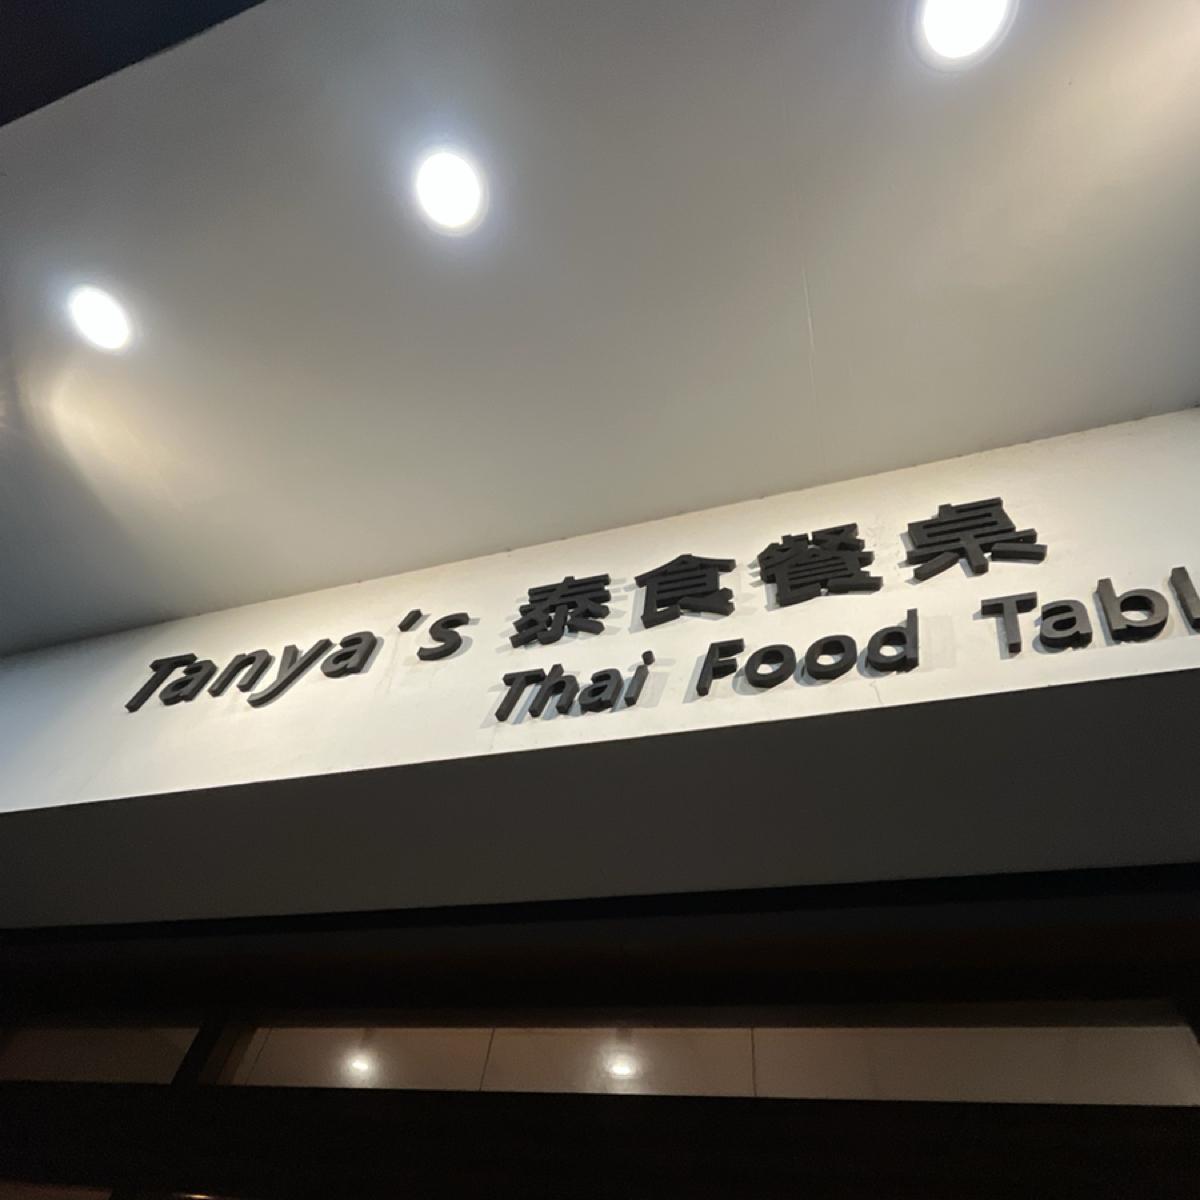 Tanya's 泰食餐桌
Thai Food Tabl